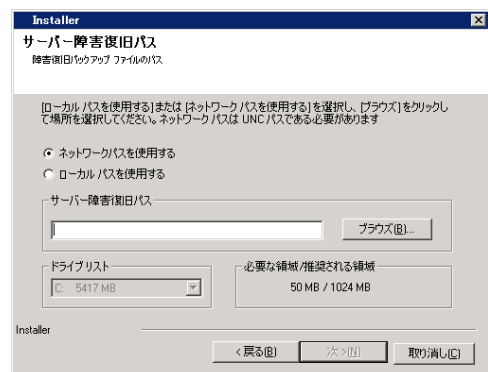 Installer
サーバー障害復旧パス
障害復旧バックアップ ファイルのパス
[ローカル パスを使用する]または [ネットワーク パスを使用する] を選択し、[ブラウズ]をクリックし
て場所を選択してください。ネットワーク パスは UNC パスである必要があります
ネットワークパスを使用する
ローカル パスを使用する
サーバー障害復旧パス
ブラウズ(B)...
ドライブ リスト
必要な領域/推奨される領域
C: 5417 MB
50 MB / 1024 MB
Installer
< 戻る(B)
次 >(N)
取り消し(C)